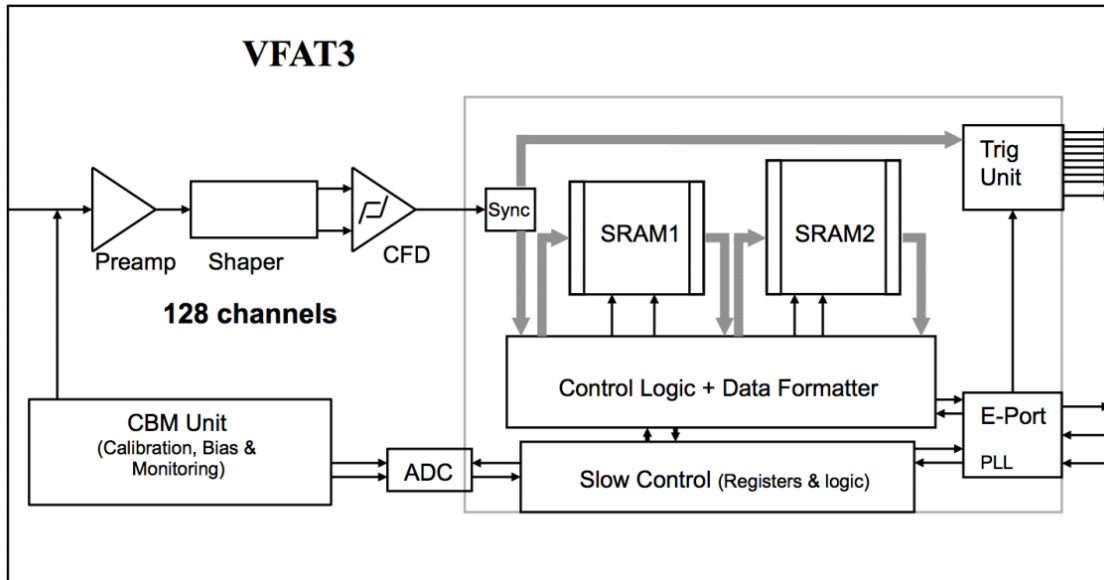 VFAT3
Trig
Unit
Sync
SRAM1
SRAM2
Preamp
Shaper
CFD
128 channels
Control Logic + Data Formatter
CBM Unit
(Calibration, Bias &
Monitoring)
ADC
Slow Control (Registers & logic)
E-Port
PLL